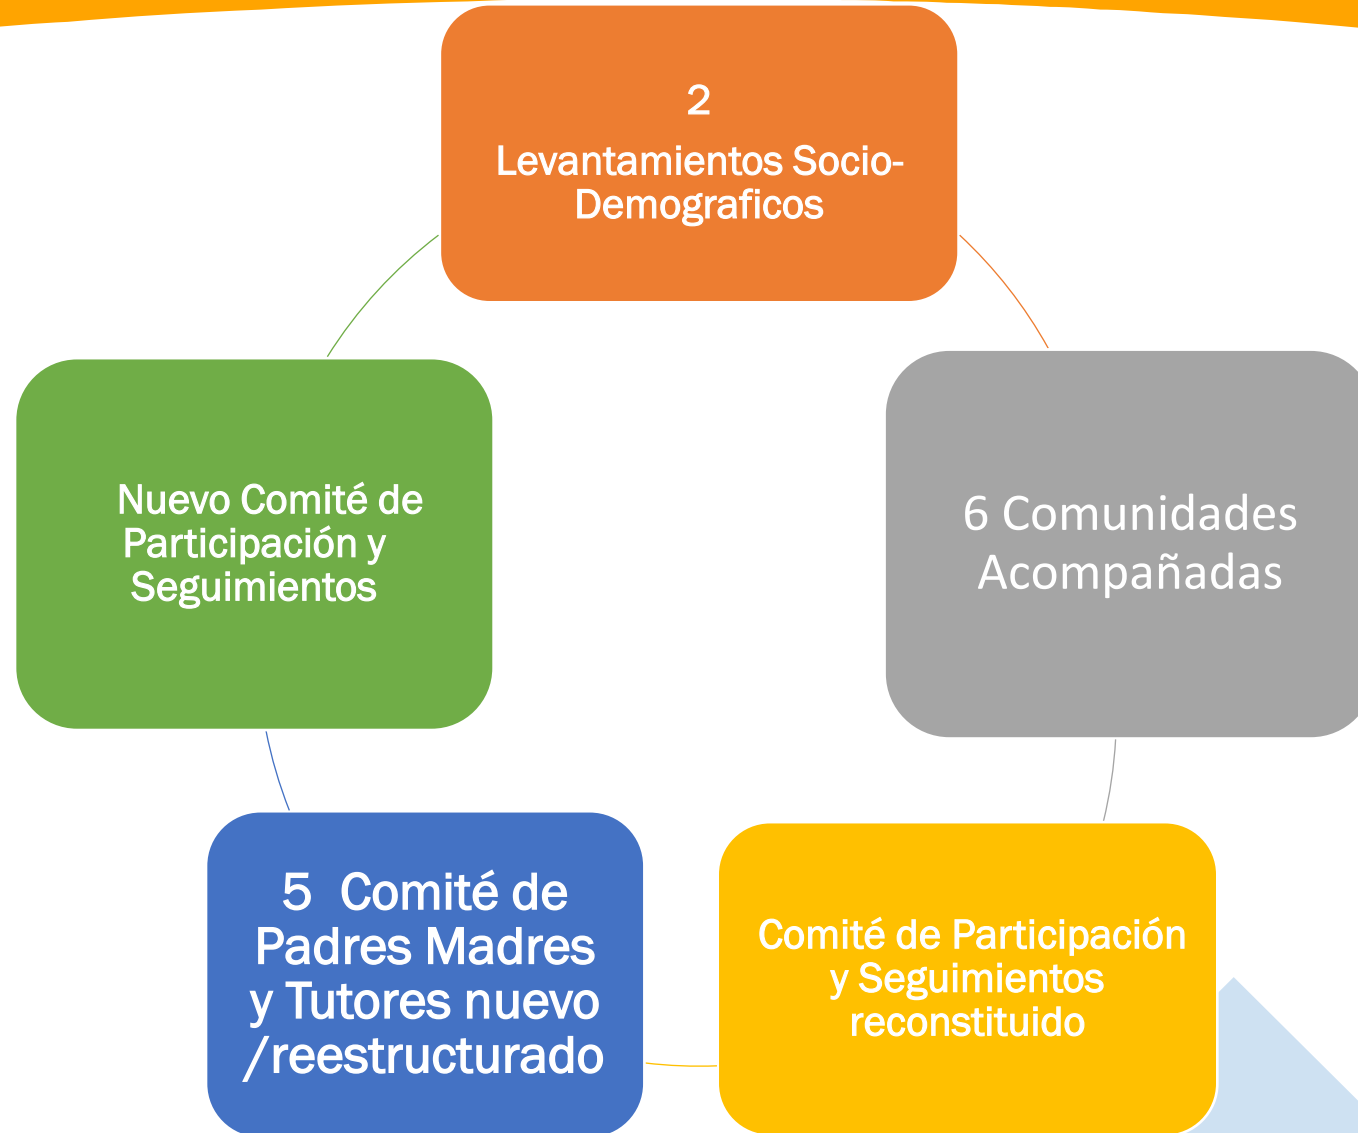 2
Levantamientos Socio-
Demograficos
6 Comunidades
Acompañadas
Comité de Participación
y Seguimientos
reconstituido
5  Comité de
Padres Madres
y Tutores nuevo
/reestructurado
Nuevo Comité de
Participación y
Seguimientos